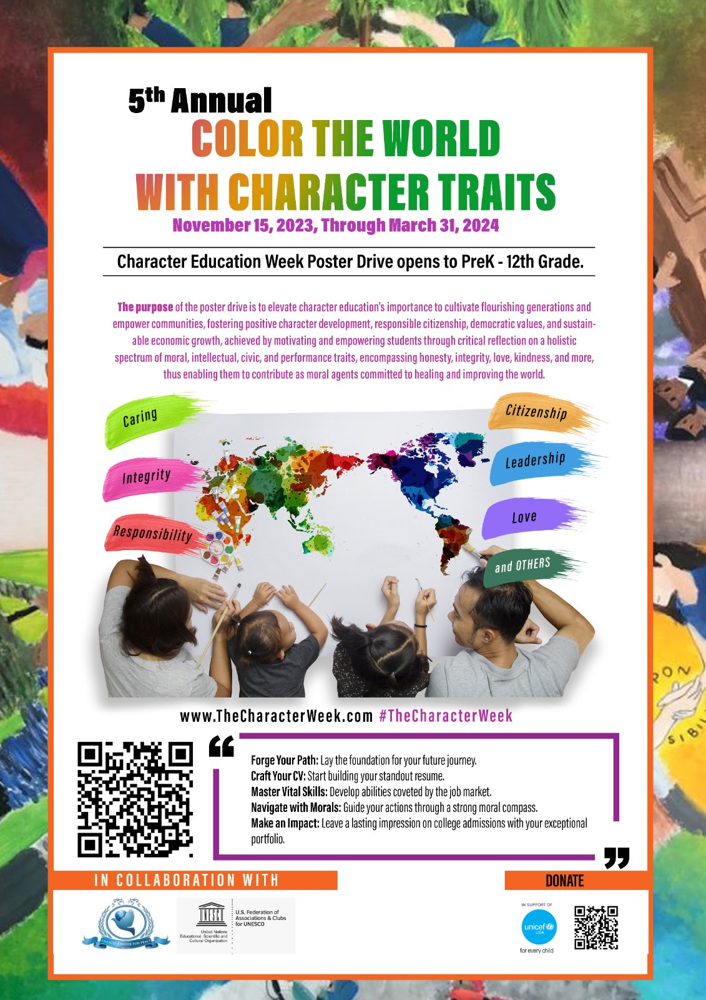 5th Annual
COLOR THE WORLD
WITH CHARACTER TRAITS
November 15, 2023, Through March 31, 2024
Character Education Week Poster Drive opens to PreK - 12th Grade.
The purpose of the poster drive is to elevate character education's importance to cultivate flourishing generations and
empower communities, fostering positive character development, responsible citizenship, democratic values, and sustain-
able economic growth, achieved by motivating and empowering students through critical reflection on a holistic
spectrum of moral, intellectual, civic, and performance traits, encompassing honesty, integrity, love, kindness, and more,
thus enabling them to contribute as moral agents committed to healing and improving the world.
Caring
Integrity
Responsibility
Citizenship
Leadership
Love
and OTHERS
www.TheCharacterWeek.com #TheCharacterWeek
“
Forge Your Path: Lay the foundation for your future journey.
Craft Your CV: Start building your standout resume.
Master Vital Skills: Develop abilities coveted by the job market.
Navigate with Morals: Guide your actions through a strong moral compass.
Make an Impact: Leave a lasting impression on college admissions with your exceptional
portfolio.
”
IN COLLABORATION WITH
UNESCO CENTER FOR PEACE
UNESCO
United Nations
Educational, Scientific and
Cultural Organization
U.S. Federation of
Associations & Clubs
for UNESCO
DONATE
IN SUPPORT OF
unicef
USA
for every child
RON
SIBI